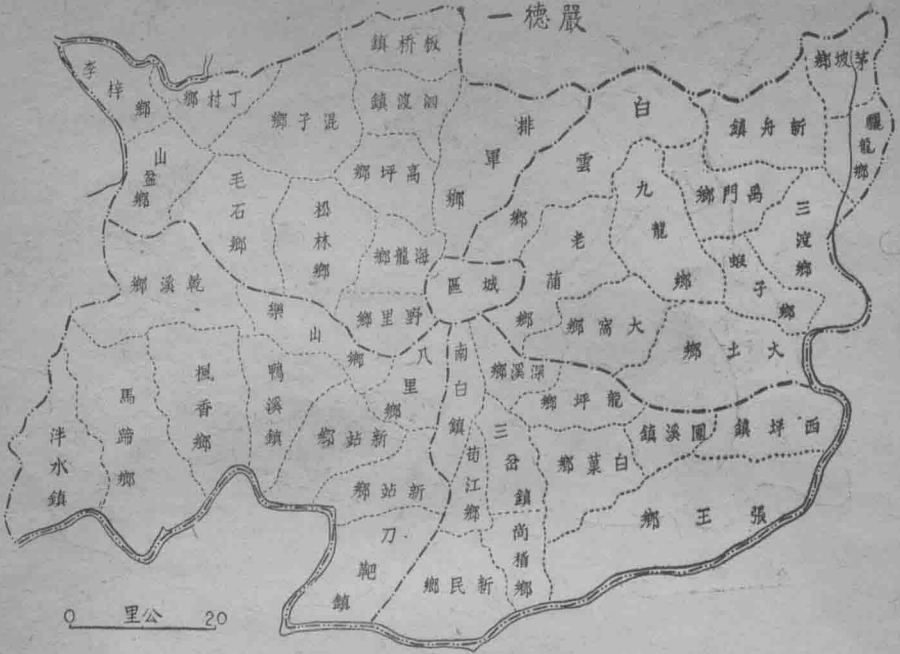 嚴德一
板桥鎮
茅坡鄉
李梓鄉
丁村鄉
泗渡鎮
混子鄉
排軍鄉
白雲鄉
新舟鎮
龍鄉
山盆鄉
毛石鄉
松林鄉
高坪鄉
九龍鄉
禹門鄉
三渡鄉
海龍鄉
老蒲鄉
蝦子鄉
乾溪鄉
城區
樂山鄉
野里鄉
大窩鄉
大土鄉
八里鄉
南白鎮
深溪鄉
馬蹄鄉
楓香鄉
鴨溪鎮
龍坪鄉
新站鄉
三岔鎮
團溪鎮
西坪鎮
泮水鎮
苟江鄉
白菓鄉
新站鄉
張王鄉
刀靶鎮
尚稽鄉
新民鄉
0 公里 20